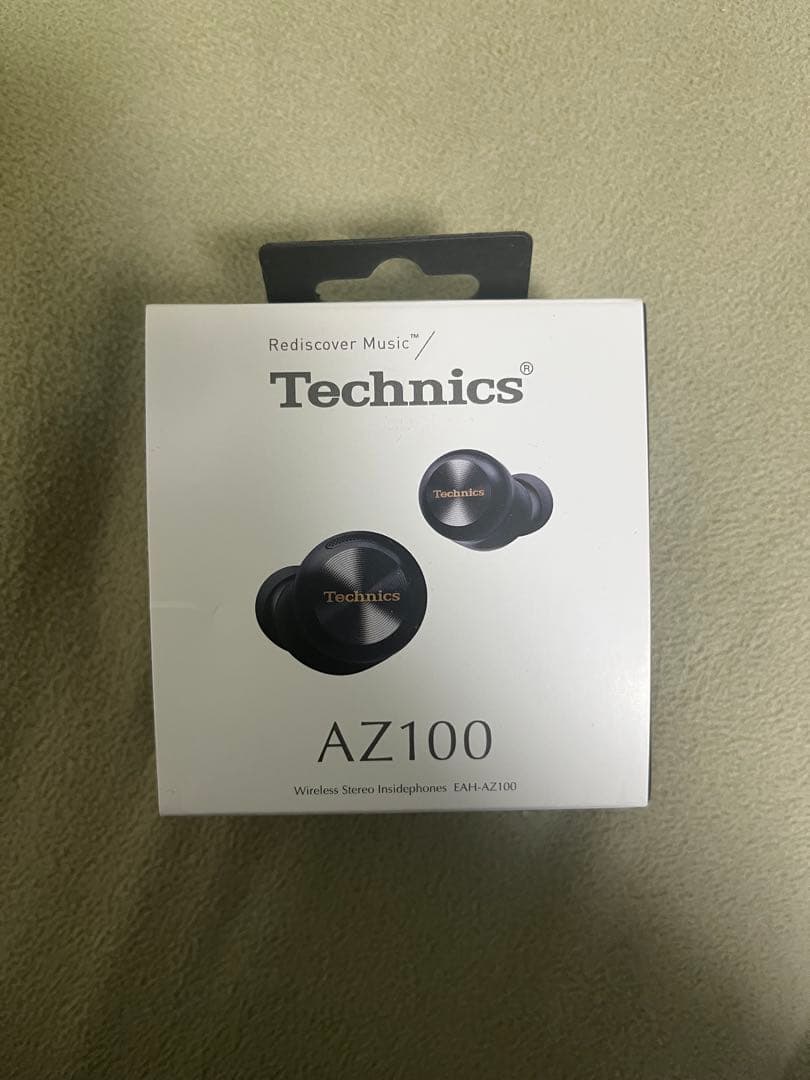 Rediscover Music™/
Technics®
Technics
Technics
AZ100
Wireless Stereo Insidephones EAH-AZ100